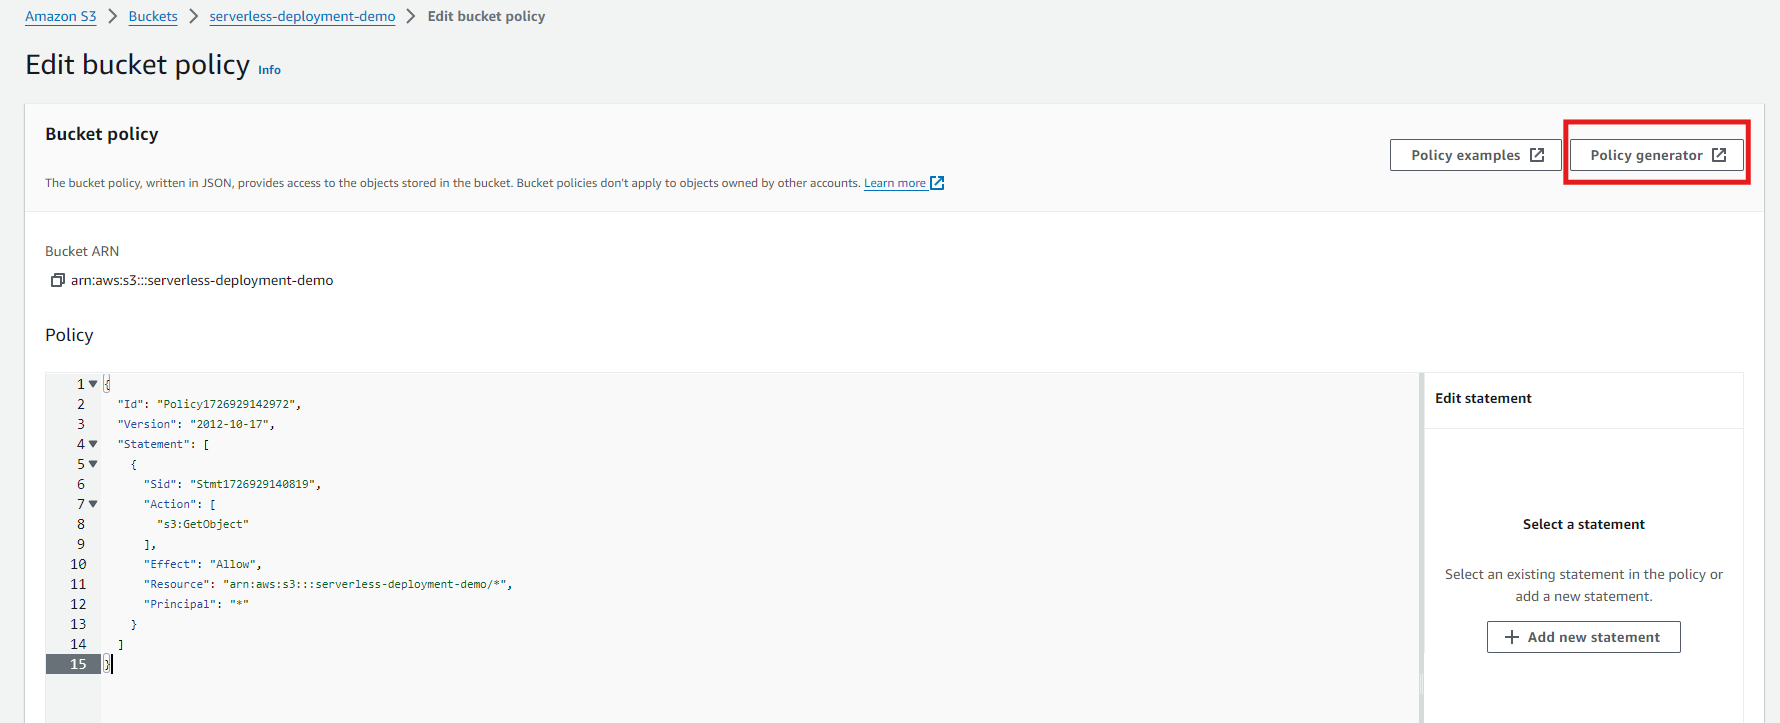 Amazon S3 > Buckets > serverless-deployment-demo > Edit bucket policy
Edit bucket policy Info
Bucket policy
Policy examples
Policy generator
The bucket policy, written in JSON, provides access to the objects stored in the bucket. Bucket policies don't apply to objects owned by other accounts. Learn more
Bucket ARN
arn:aws:s3:::serverless-deployment-demo
Policy
1 {
2 "Id": "Policy1726929142972",
3 "Version": "2012-10-17",
4 "Statement": [
5 {
6 "Sid": "Stmt1726929140819",
7 "Action": [
8 "s3:GetObject"
9 ],
10 "Effect": "Allow",
11 "Resource": "arn:aws:s3:::serverless-deployment-demo/*",
12 "Principal": "*"
13 }
14 ]
15 }
Edit statement
Select a statement
Select an existing statement in the policy or
add a new statement.
+ Add new statement